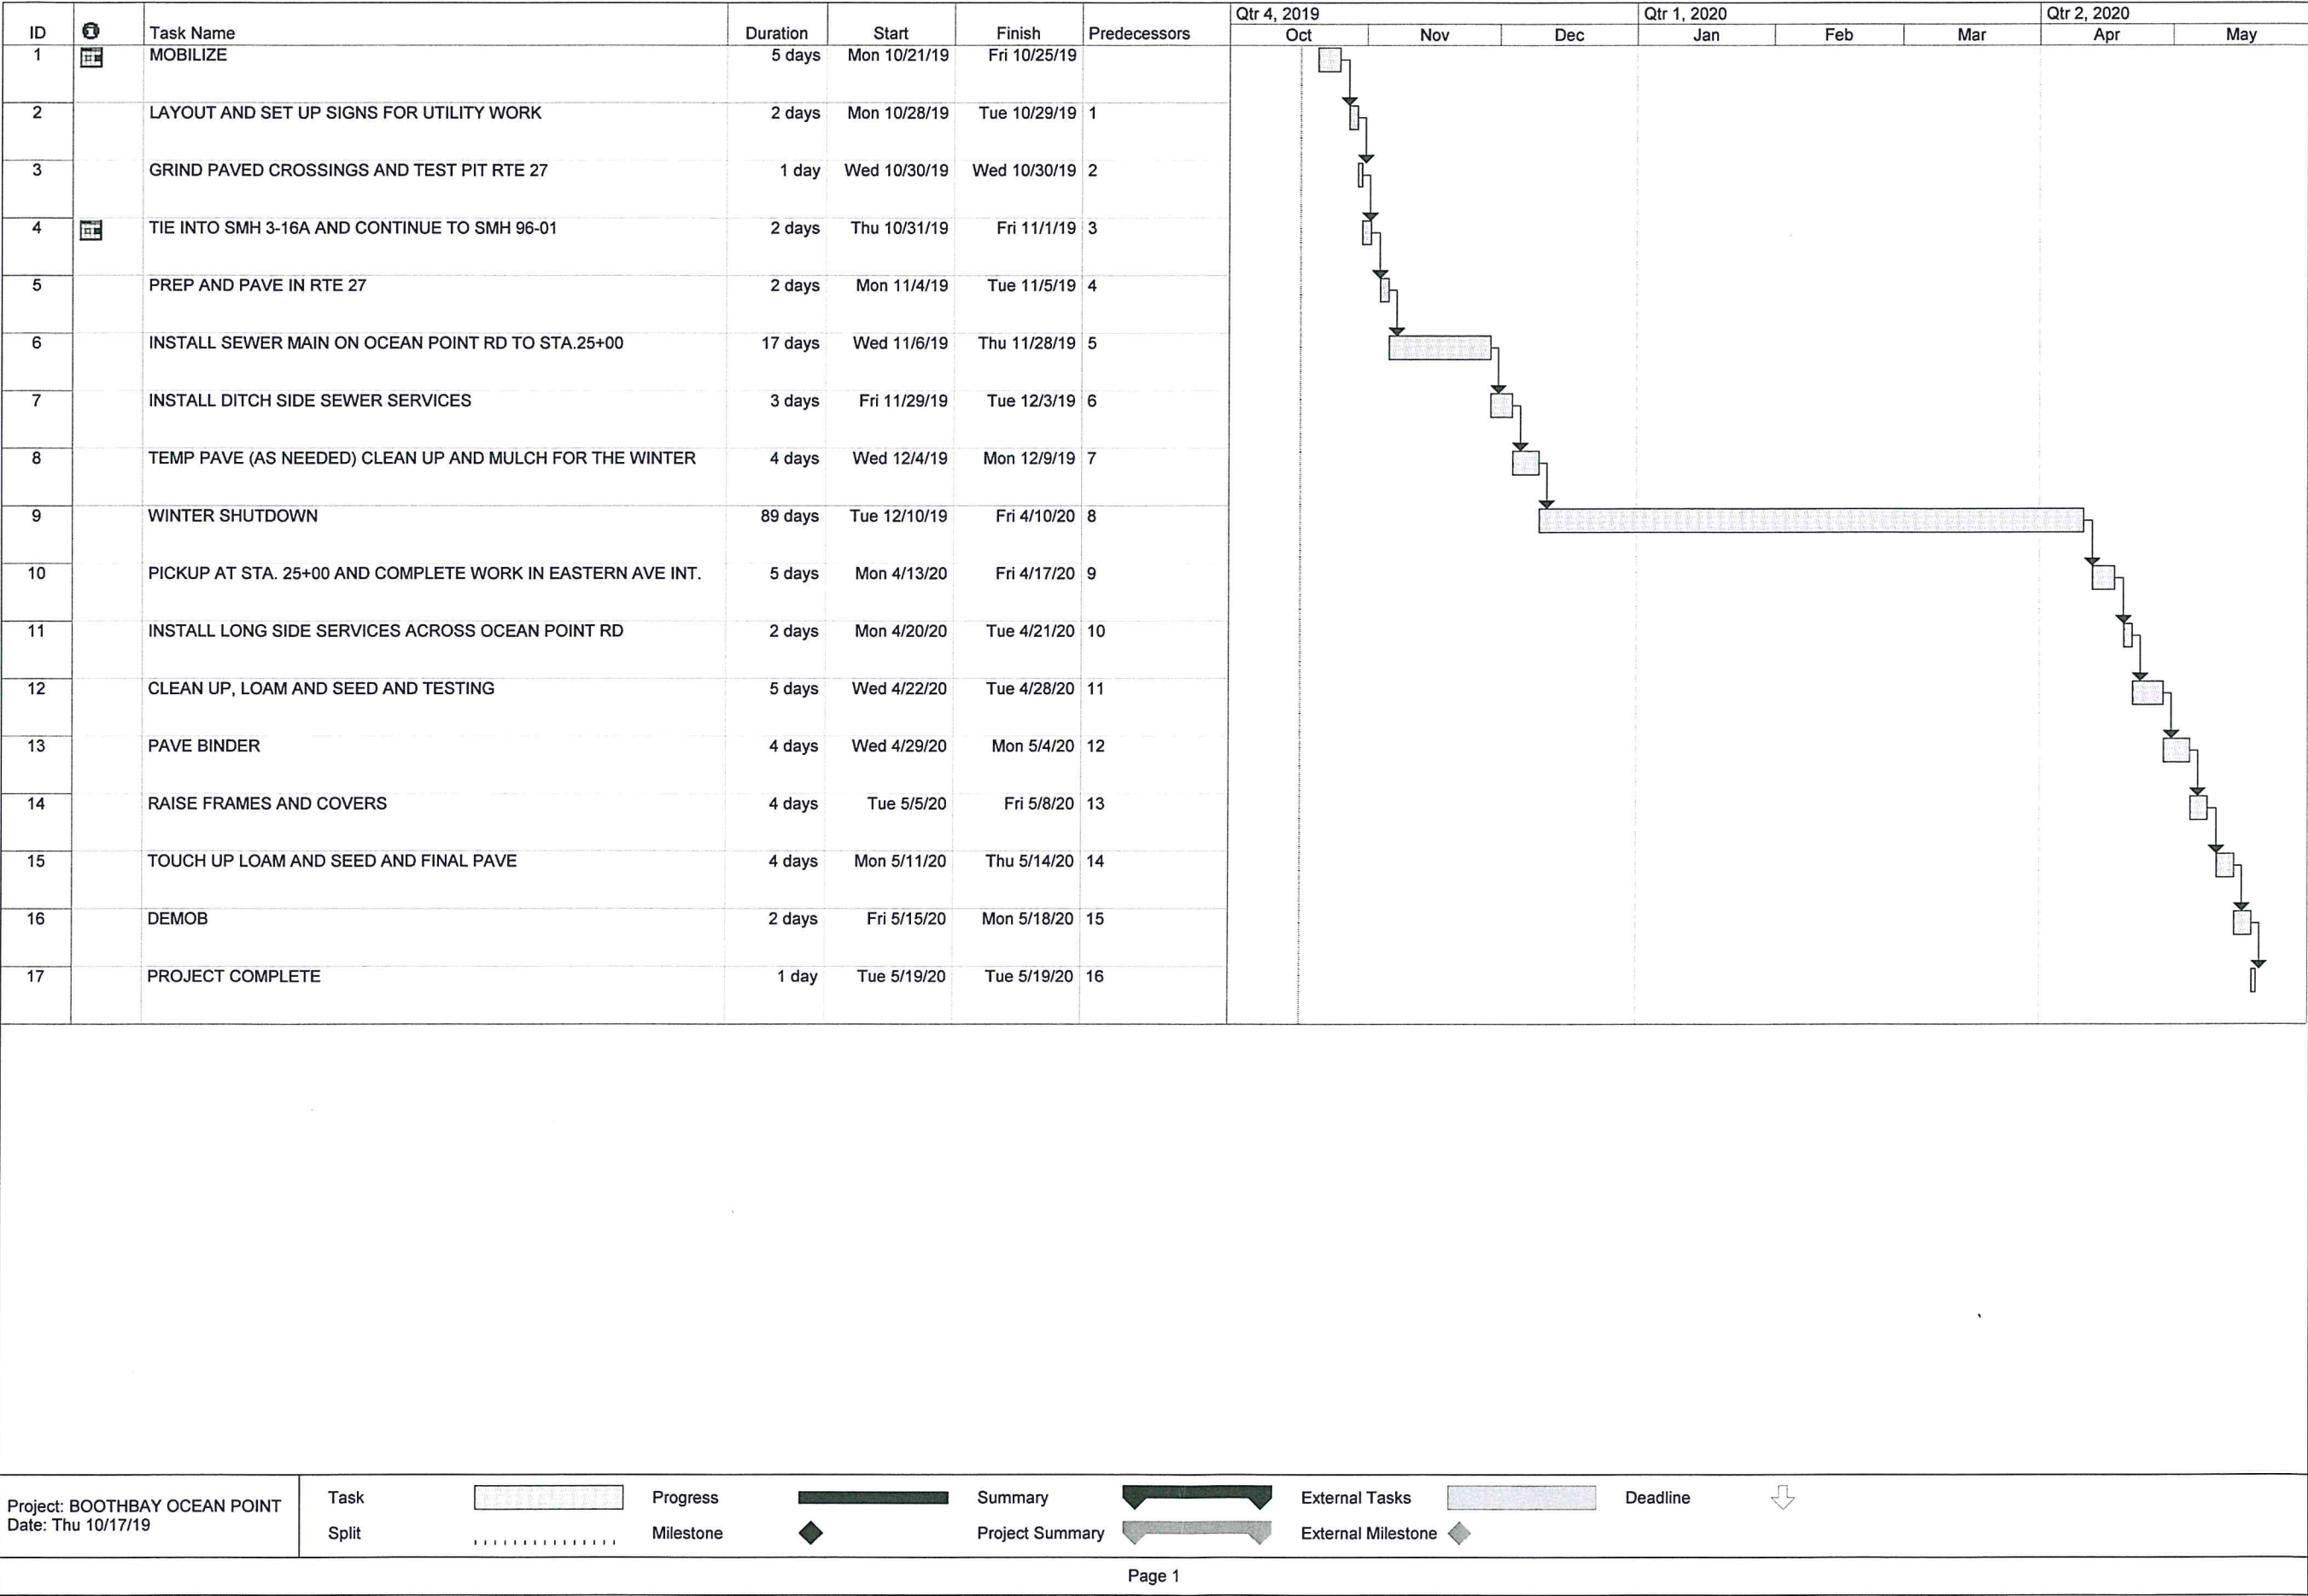 Qtr 4, 2019 Qtr 1, 2020 Qtr 2, 2020
ID Task Name Duration Start Finish Predecessors Oct Nov Dec Jan Feb Mar Apr May
1 MOBILIZE 5 days Mon 10/21/19 Fri 10/25/19
2 LAYOUT AND SET UP SIGNS FOR UTILITY WORK 2 days Mon 10/28/19 Tue 10/29/19 1
3 GRIND PAVED CROSSINGS AND TEST PIT RTE 27 1 day Wed 10/30/19 Wed 10/30/19 2
4 TIE INTO SMH 3-16A AND CONTINUE TO SMH 96-01 2 days Thu 10/31/19 Fri 11/1/19 3
5 PREP AND PAVE IN RTE 27 2 days Mon 11/4/19 Tue 11/5/19 4
6 INSTALL SEWER MAIN ON OCEAN POINT RD TO STA.25+00 17 days Wed 11/6/19 Thu 11/28/19 5
7 INSTALL DITCH SIDE SEWER SERVICES 3 days Fri 11/29/19 Tue 12/3/19 6
8 TEMP PAVE (AS NEEDED) CLEAN UP AND MULCH FOR THE WINTER 4 days Wed 12/4/19 Mon 12/9/19 7
9 WINTER SHUTDOWN 89 days Tue 12/10/19 Fri 4/10/20 8
10 PICKUP AT STA. 25+00 AND COMPLETE WORK IN EASTERN AVE INT. 5 days Mon 4/13/20 Fri 4/17/20 9
11 INSTALL LONG SIDE SERVICES ACROSS OCEAN POINT RD 2 days Mon 4/20/20 Tue 4/21/20 10
12 CLEAN UP, LOAM AND SEED AND TESTING 5 days Wed 4/22/20 Tue 4/28/20 11
13 PAVE BINDER 4 days Wed 4/29/20 Mon 5/4/20 12
14 RAISE FRAMES AND COVERS 4 days Tue 5/5/20 Fri 5/8/20 13
15 TOUCH UP LOAM AND SEED AND FINAL PAVE 4 days Mon 5/11/20 Thu 5/14/20 14
16 DEMOB 2 days Fri 5/15/20 Mon 5/18/20 15
17 PROJECT COMPLETE 1 day Tue 5/19/20 Tue 5/19/20 16
Project: BOOTHBAY OCEAN POINT
Date: Thu 10/17/19
Task Progress Summary External Tasks Deadline
Split Milestone Project Summary External Milestone
Page 1